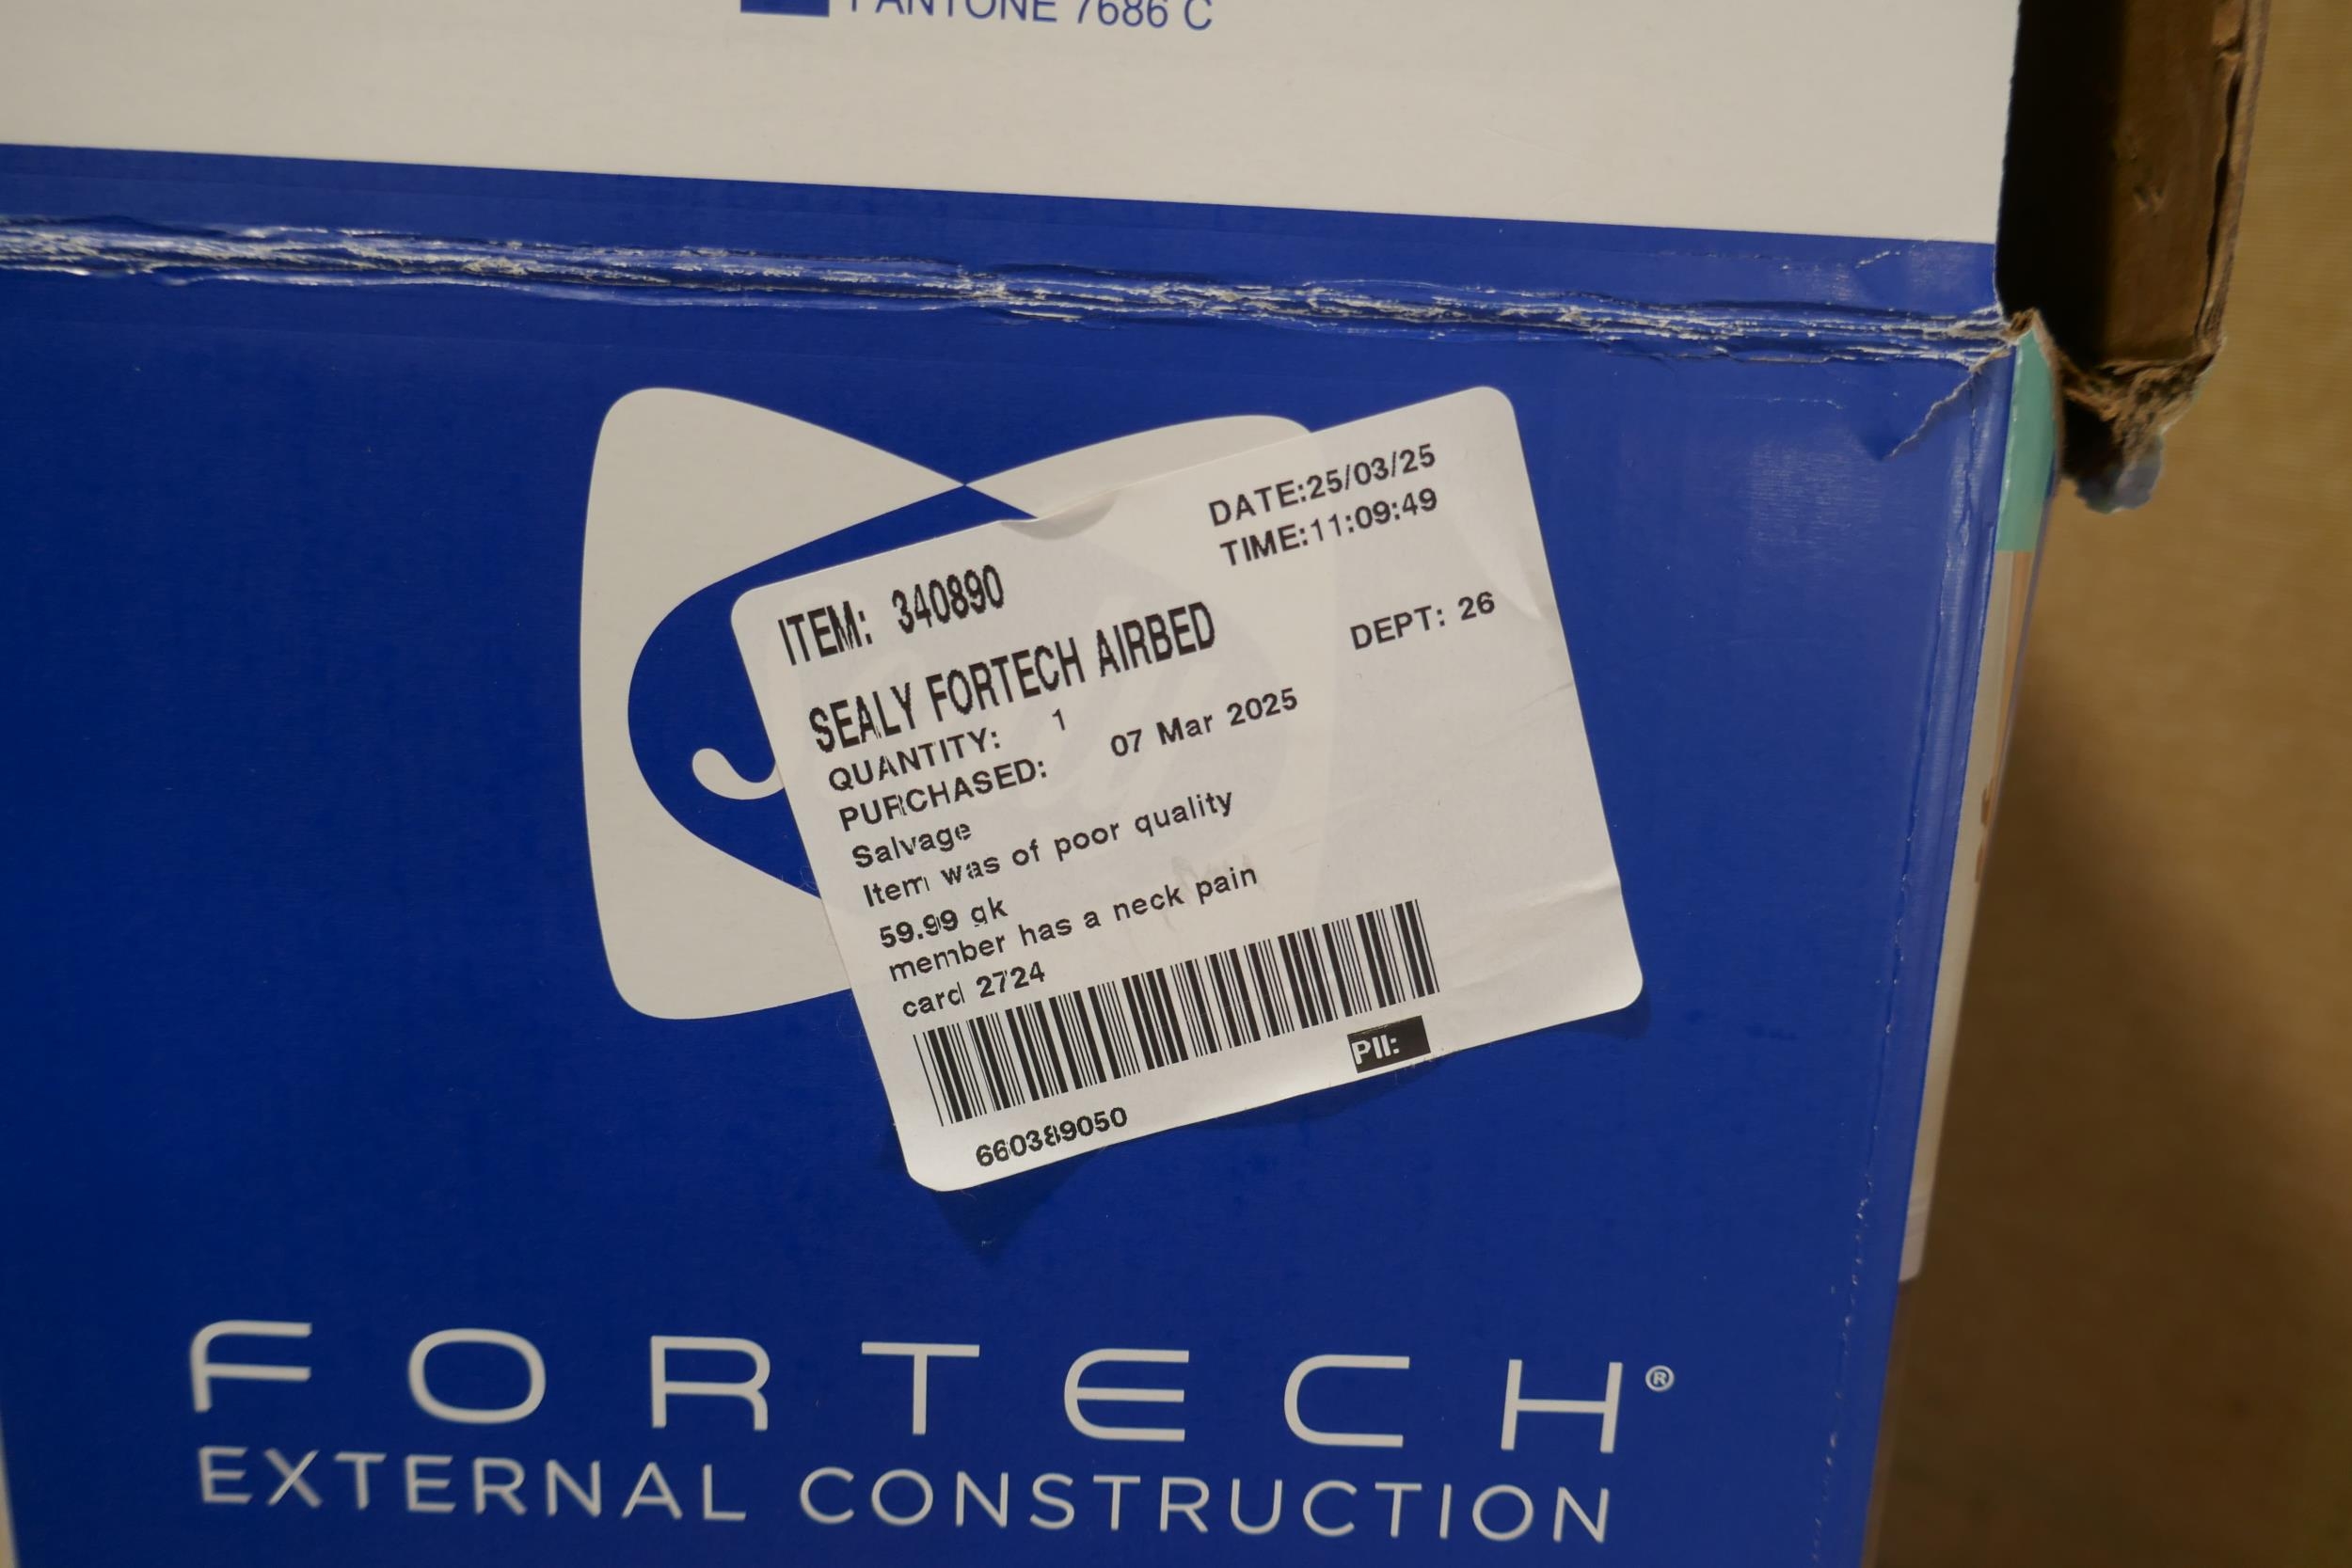 PANTONE 7686 C
DATE:25/03/25
TIME:11:09:49
ITEM: 340890
DEPT: 26
SEALY FORTECH AIRBED
QUANTITY: 1
PURCHASED: 07 Mar 2025
Salvage
Item was of poor quality
59.99 gk
member has a neck pain
card 2724
PII:
660389050
FORTECH®
EXTERNAL CONSTRUCTION